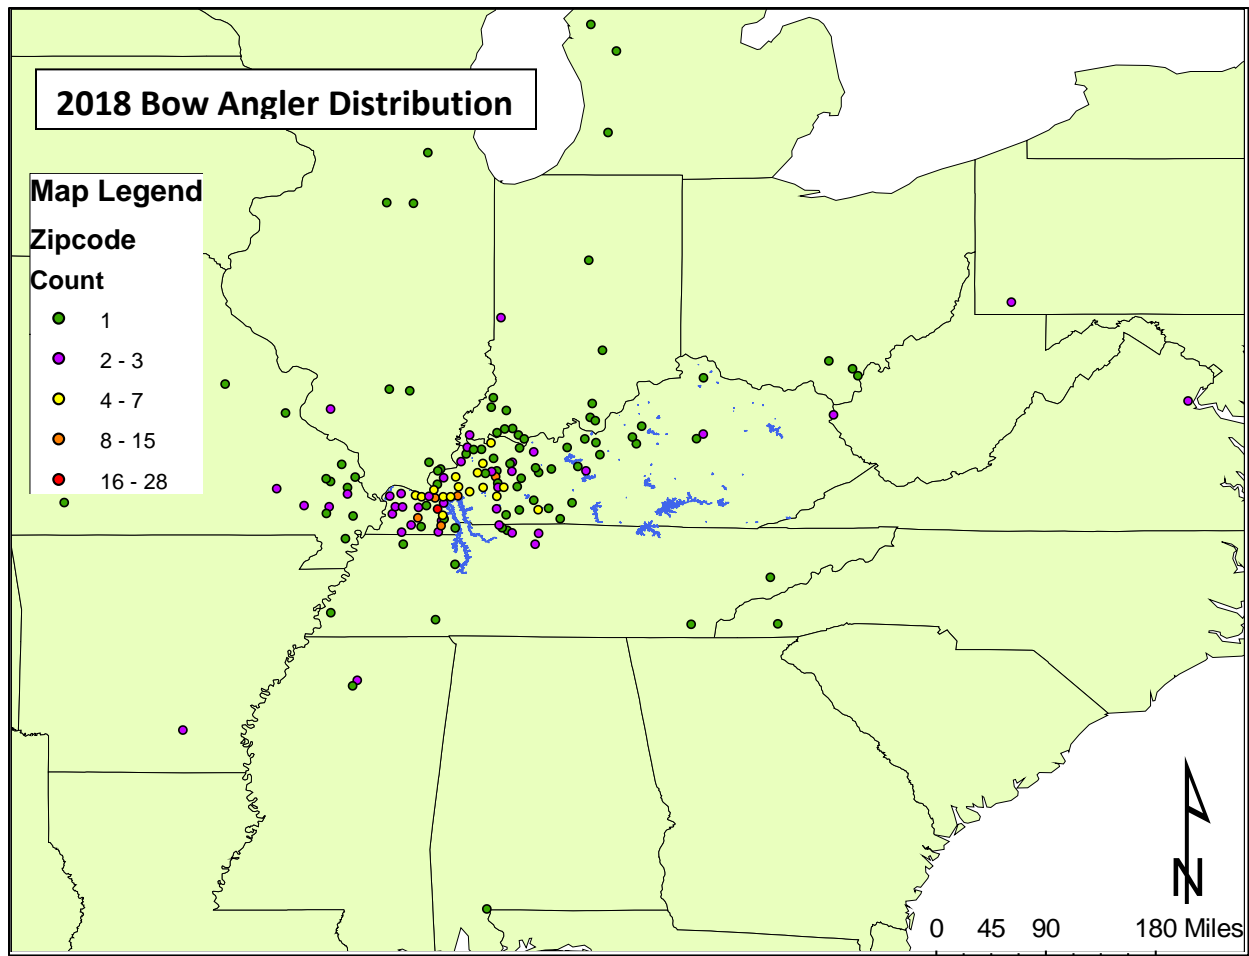 2018 Bow Angler Distribution
Map Legend
Zipcode
Count
1
2 - 3
4 - 7
8 - 15
16 - 28
N
0 45 90 180 Miles